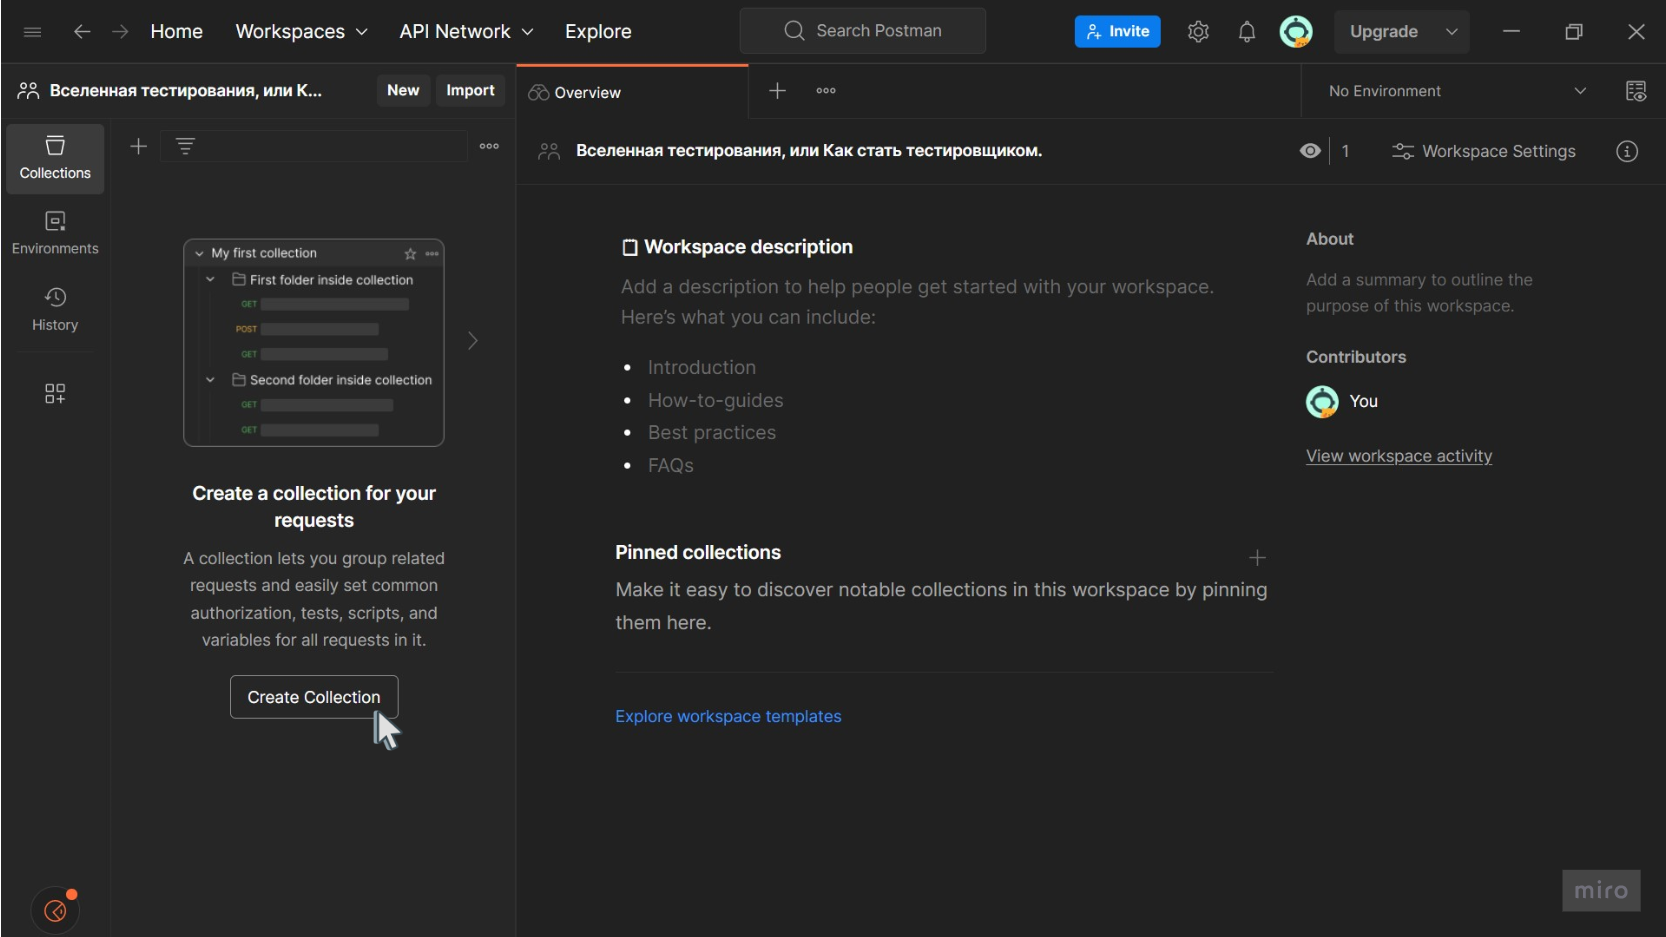 Home Workspaces API Network Explore Search Postman Invite Upgrade
Вселенная тестирования, или К... New Import
Overview
No Environment
Вселенная тестирования, или Как стать тестировщиком.
1 Workspace Settings
Collections
Environments
History
My first collection
First folder inside collection
GET
POST
GET
Second folder inside collection
GET
GET
Create a collection for your
requests
A collection lets you group related
requests and easily set common
authorization, tests, scripts, and
variables for all requests in it.
Create Collection
Workspace description
Add a description to help people get started with your workspace.
Here's what you can include:
Introduction
How-to-guides
Best practices
FAQs
Pinned collections
Make it easy to discover notable collections in this workspace by pinning
them here.
Explore workspace templates
About
Add a summary to outline the
purpose of this workspace.
Contributors
You
View workspace activity
miro